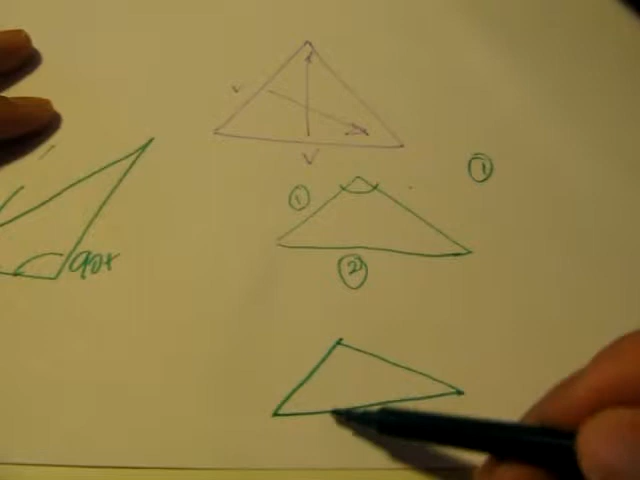 v
v
①
①
90+
②